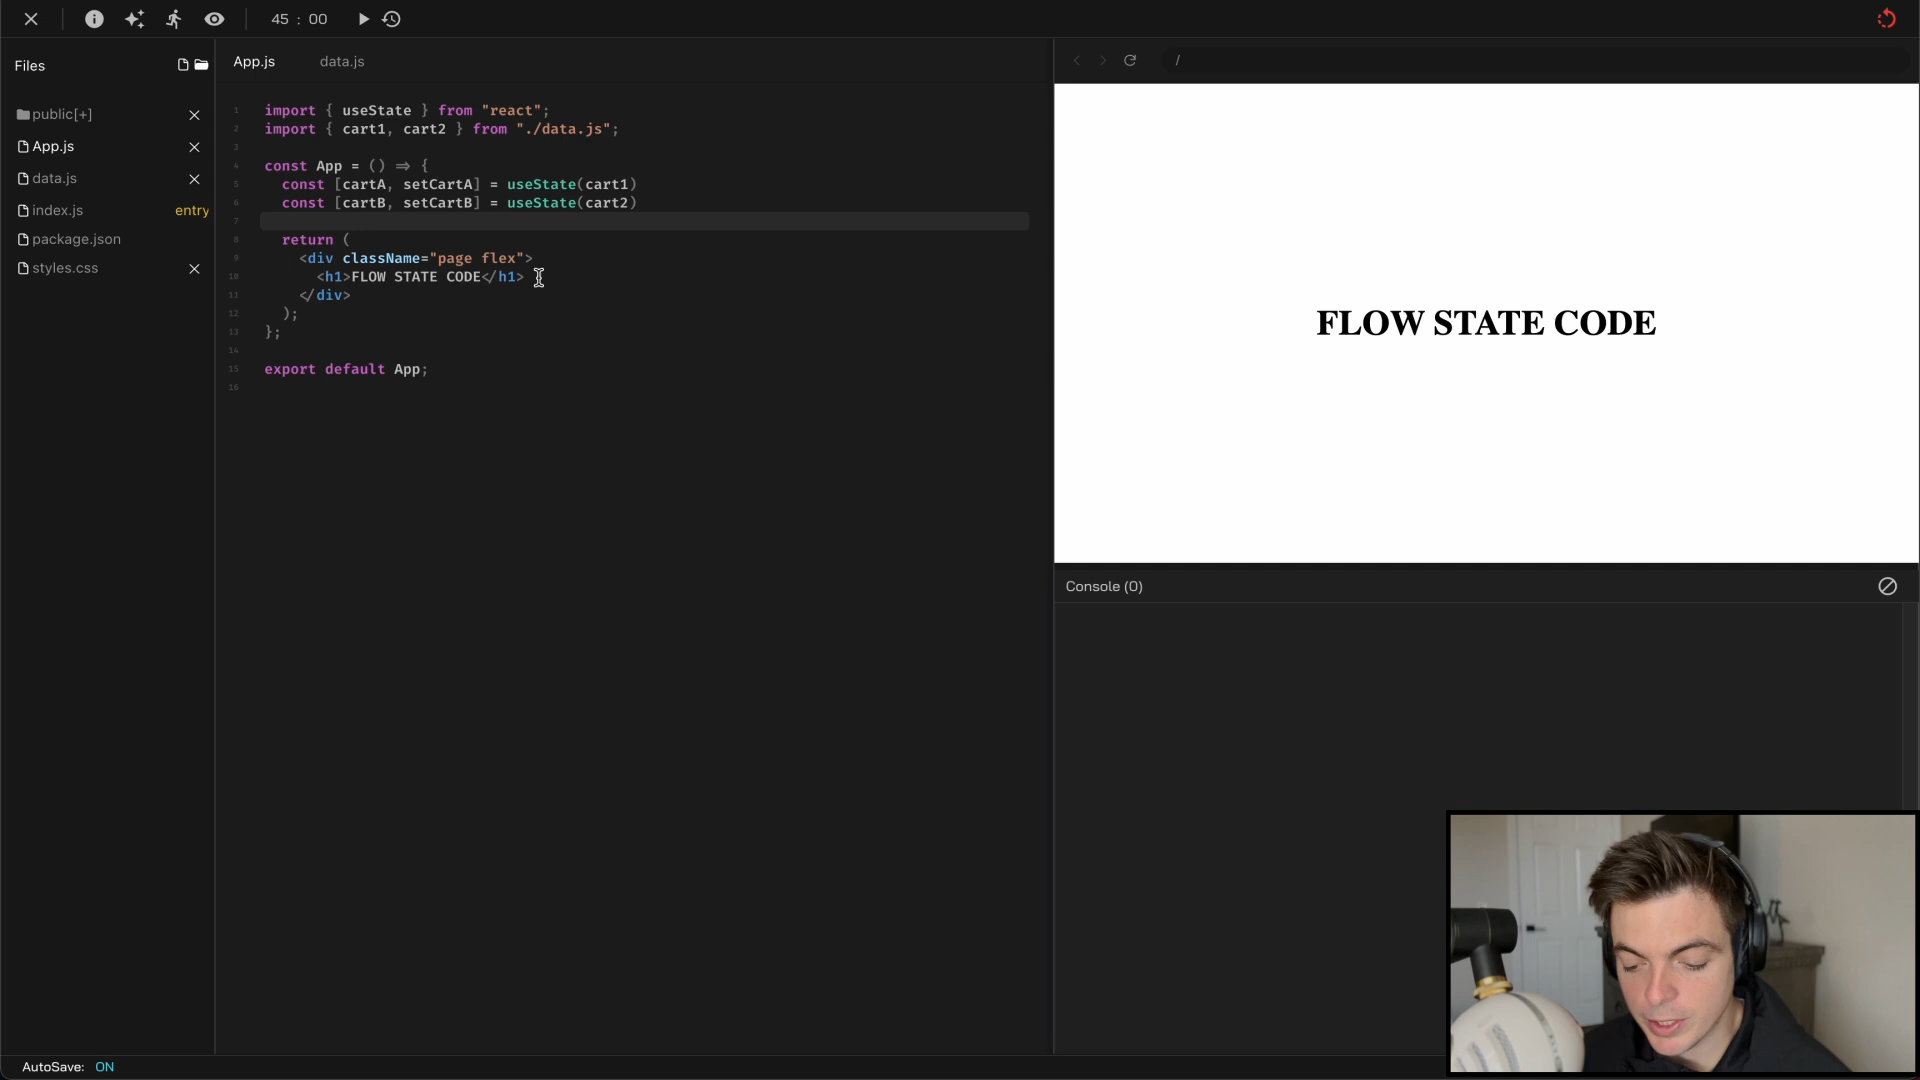 45 : 00
Files
App.js
data.js
/
public[+]
App.js
data.js
index.js
entry
package.json
styles.css
1 import { useState } from "react";
2 import { cart1, cart2 } from "./data.js";
3
4 const App = () => {
5 const [cartA, setCartA] = useState(cart1)
6 const [cartB, setCartB] = useState(cart2)
7
8 return (
9 <div className="page flex">
10 <h1>FLOW STATE CODE</h1>
11 </div>
12 );
13 };
14
15 export default App;
16
FLOW STATE CODE
Console (0)
AutoSave: ON